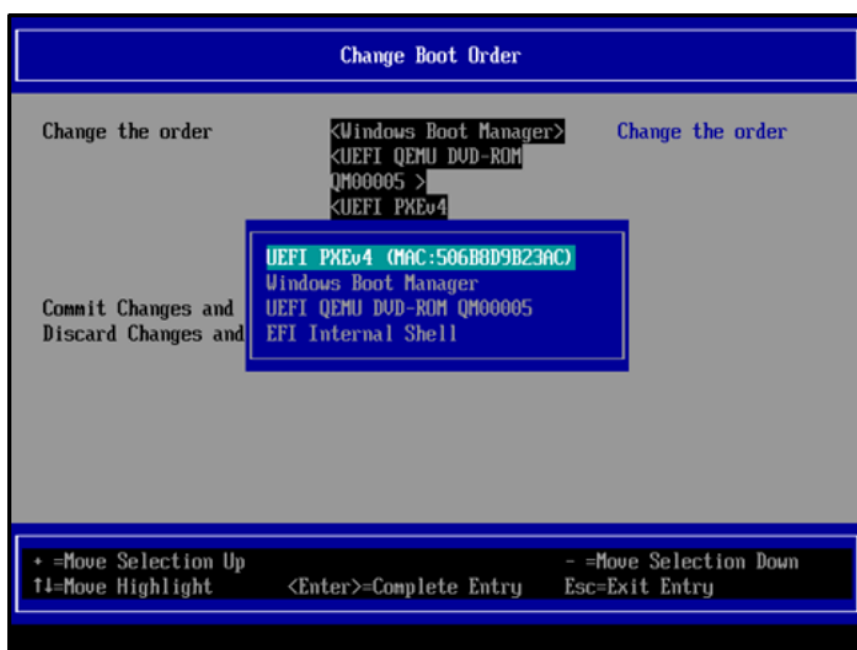 Change Boot Order
Change the order
<Windows Boot Manager>
Change the order
<UEFI QEMU DVD-ROM
QM00005 >
<UEFI PXEv4
UEFI PXEv4 (MAC:506B8D9B23AC)
Windows Boot Manager
Commit Changes and
UEFI QEMU DVD-ROM QM00005
Discard Changes and
EFI Internal Shell
+ =Move Selection Up
- =Move Selection Down
↑↓=Move Highlight
<Enter>=Complete Entry
Esc=Exit Entry